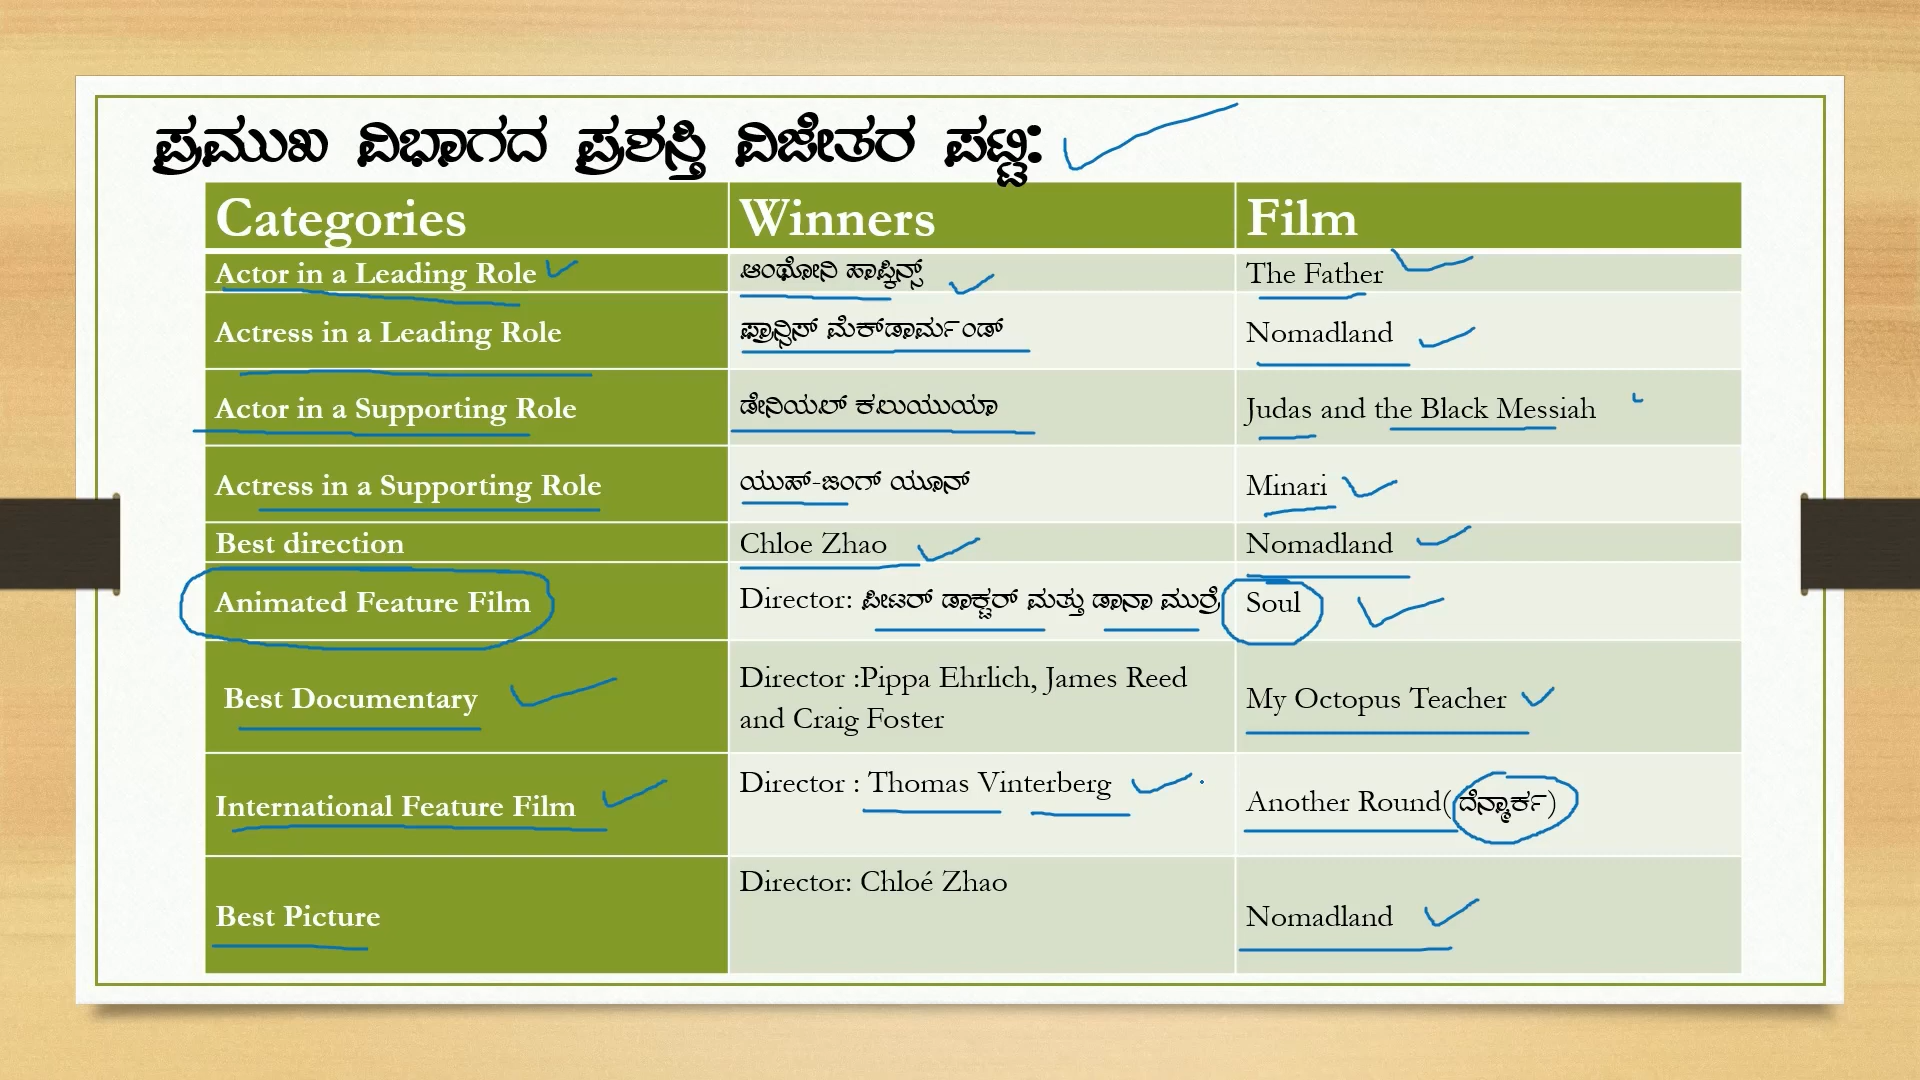 ಪ್ರಮುಖ ವಿಭಾಗದ ಪ್ರಶಸ್ತಿ ವಿಜೇತರ ಪಟ್ಟಿ:
Categories Winners Film
Actor in a Leading Role ಆಂಥೋನಿ ಹಾಪ್ಕಿನ್ಸ್ The Father
Actress in a Leading Role ಫ್ರಾನ್ಸಿಸ್ ಮೆಕ್‌ಡಾರ್ಮಂಡ್ Nomadland
Actor in a Supporting Role ಡೇನಿಯಲ್ ಕಲುಯುಯಾ Judas and the Black Messiah
Actress in a Supporting Role ಯುಹ್-ಜಂಗ್ ಯೂನ್ Minari
Best direction Chloe Zhao Nomadland
Animated Feature Film Director: ಪೀಟರ್ ಡಾಕ್ಟರ್ ಮತ್ತು ಡಾನಾ ಮುರ್ರೆ Soul
Best Documentary Director :Pippa Ehrlich, James Reed
and Craig Foster My Octopus Teacher
International Feature Film Director : Thomas Vinterberg Another Round(ದೆನ್ಮಾರ್ಕ)
Best Picture Director: Chloé Zhao Nomadland